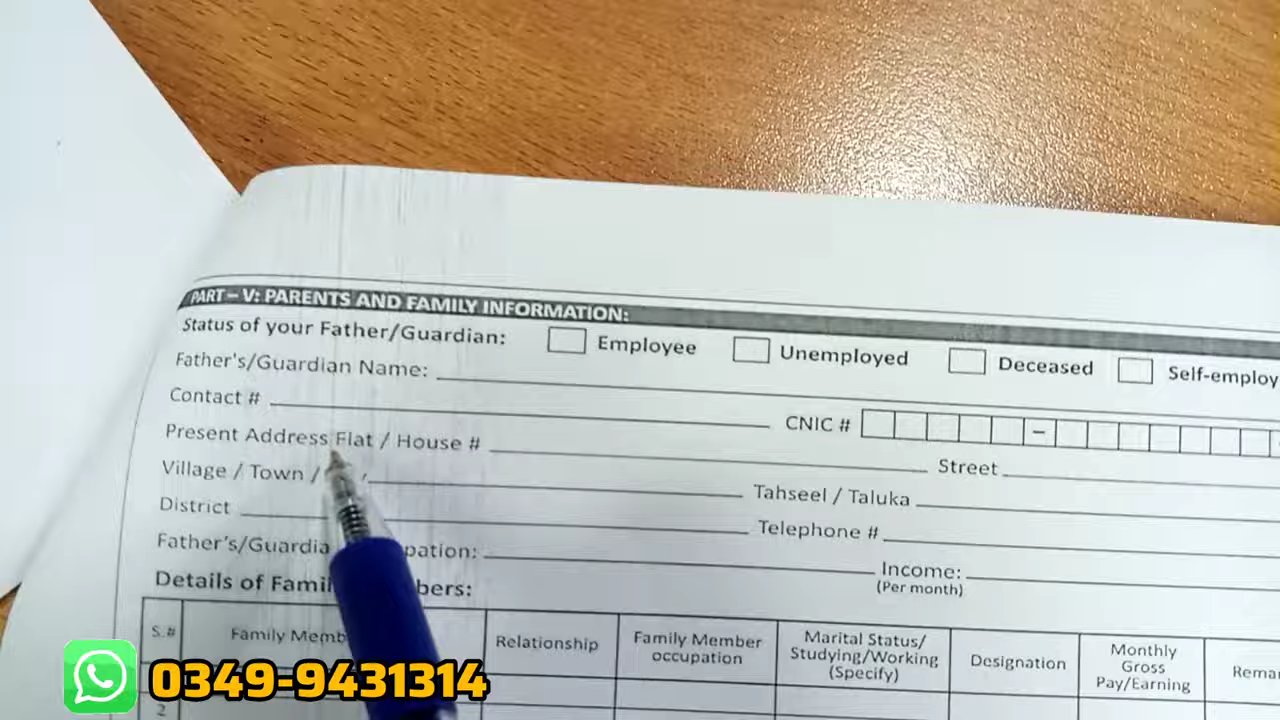 PART – V: PARENTS AND FAMILY INFORMATION:
Status of your Father/Guardian: Employee Unemployed Deceased Self-employ
Father's/Guardian Name:
Contact # CNIC # –
Present Address Flat / House # Street
Village / Town / Tahseel / Taluka
District Telephone #
Father's/Guardia pation: Income:
(Per month)
Details of Famil bers:
S.# Family Memb Relationship Family Member occupation Marital Status/ Studying/Working (Specify) Designation Monthly Gross Pay/Earning Remar
2
0349-9431314